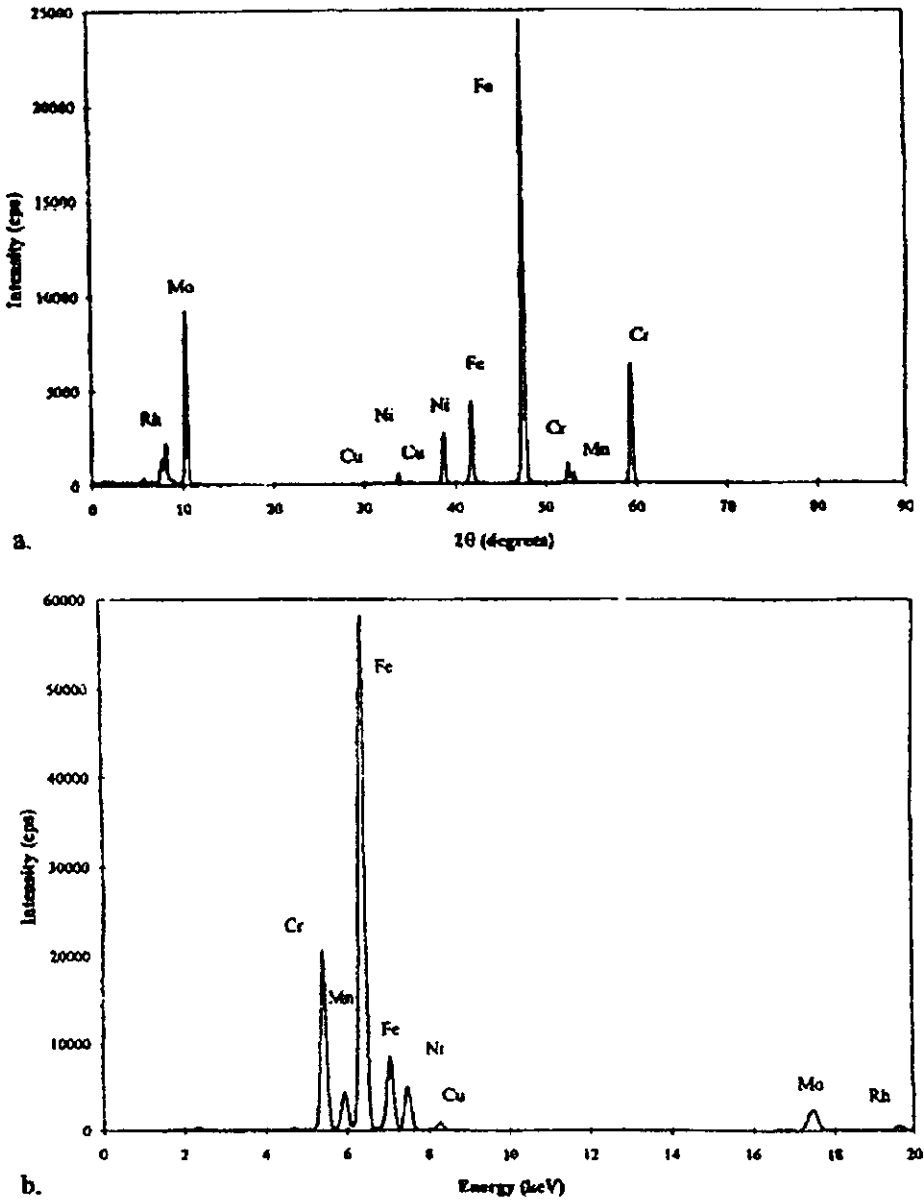 25000
20000
15000
10000
5000
0
Intensity (cps)
Rh
Mo
Cu
Ni
Cu
Ni
Fe
Fe
Cr
Mn
Cr
0 10 20 30 40 50 60 70 80 90
2θ (degrees)
a.
60000
50000
40000
30000
20000
10000
0
Intensity (cps)
Cr
Mn
Fe
Fe
Ni
Cu
Mo
Rh
0 2 4 6 8 10 12 14 16 18 20
Energy (keV)
b.